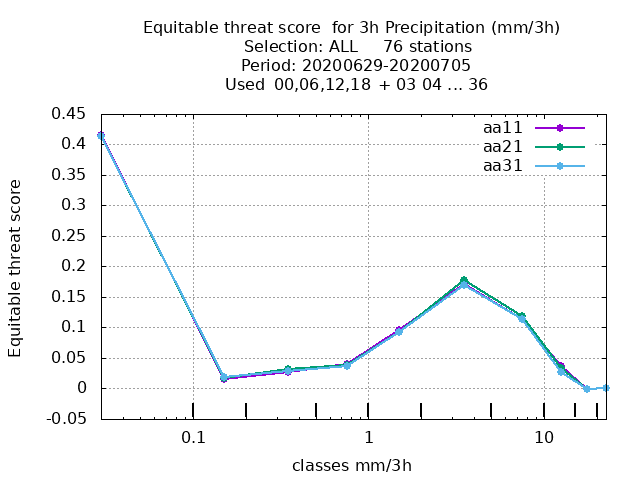 Equitable threat score  for 3h Precipitation (mm/3h)
Selection: ALL     76 stations
Period: 20200629-20200705
Used  00,06,12,18 + 03 04 ... 36
aa11
aa21
aa31
0.45
0.4
0.35
0.3
0.25
0.2
0.15
0.1
0.05
0
-0.05
Equitable threat score
0.1 1 10
classes mm/3h